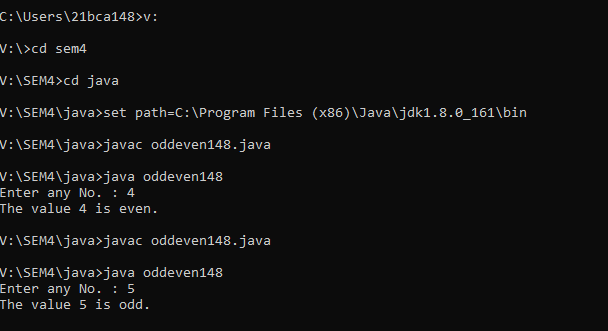 C:\Users\21bca148>v:
V:\>cd sem4
V:\SEM4>cd java
V:\SEM4\java>set path=C:\Program Files (x86)\Java\jdk1.8.0_161\bin
V:\SEM4\java>javac oddeven148.java
V:\SEM4\java>java oddeven148
Enter any No. : 4
The value 4 is even.
V:\SEM4\java>javac oddeven148.java
V:\SEM4\java>java oddeven148
Enter any No. : 5
The value 5 is odd.